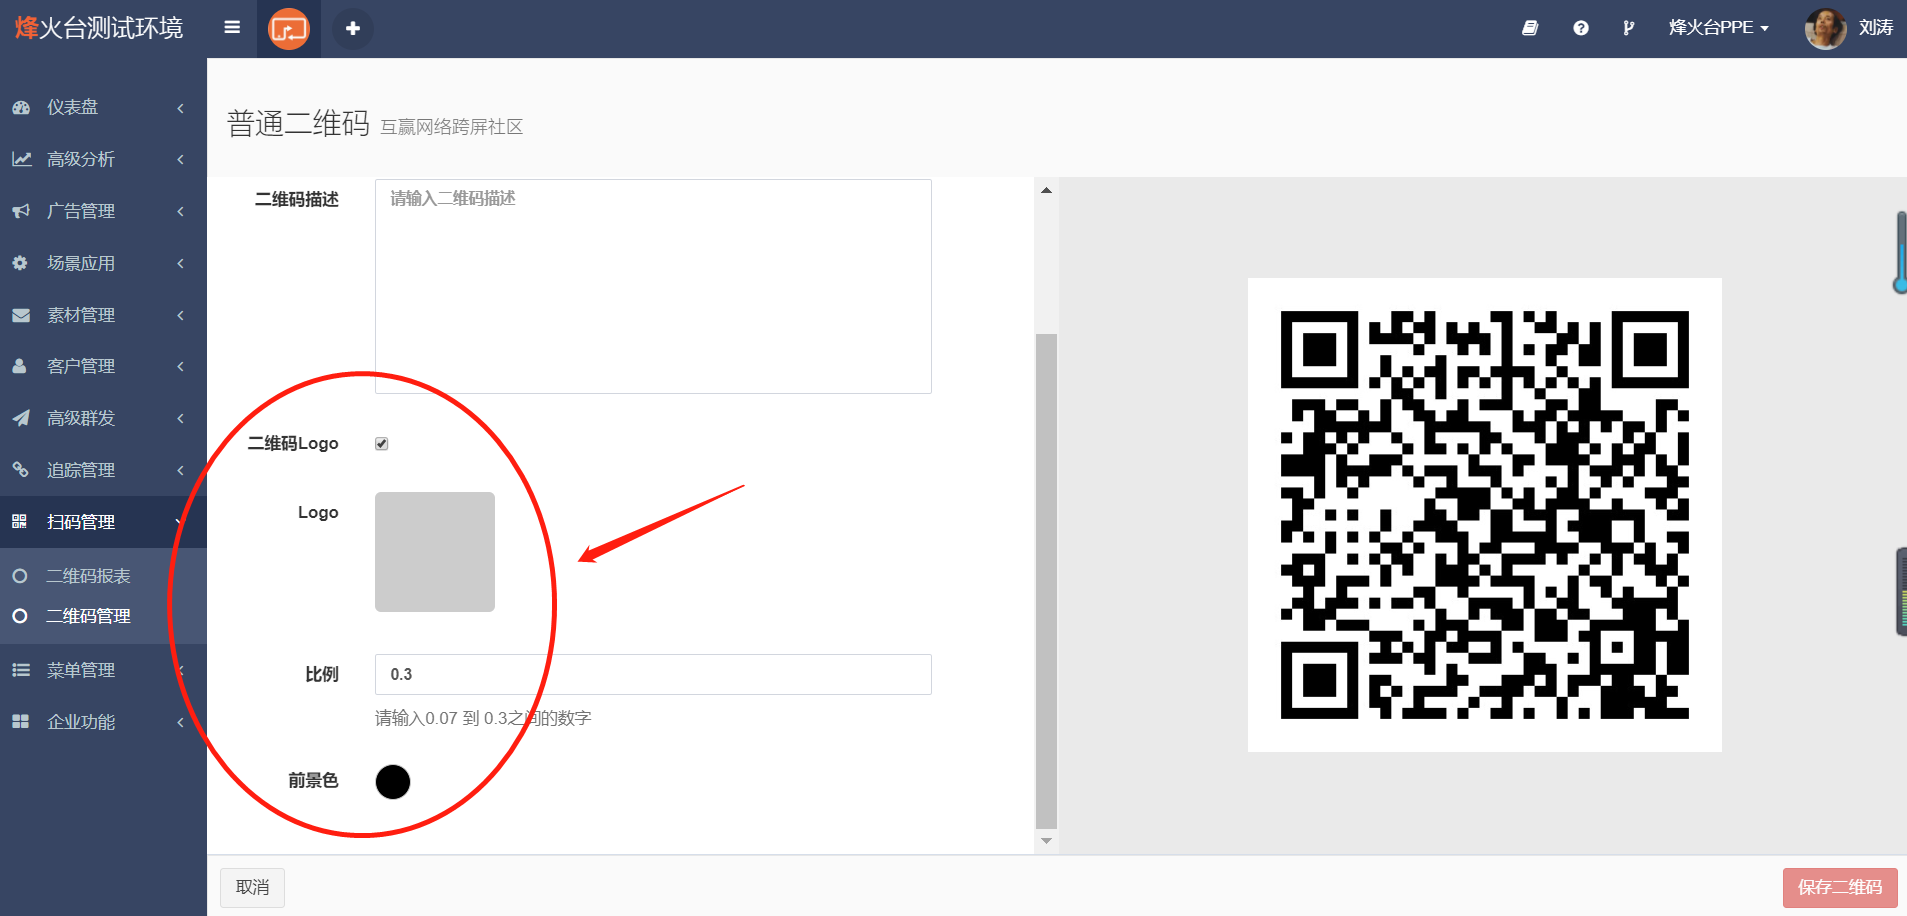 烽火台测试环境
烽火台PPE
刘涛
仪表盘
高级分析
广告管理
场景应用
素材管理
客户管理
高级群发
追踪管理
扫码管理
二维码报表
二维码管理
菜单管理
企业功能
普通二维码 互赢网络跨屏社区
二维码描述
请输入二维码描述
二维码Logo
Logo
比例
0.3
请输入0.07 到 0.3之间的数字
前景色
取消
保存二维码